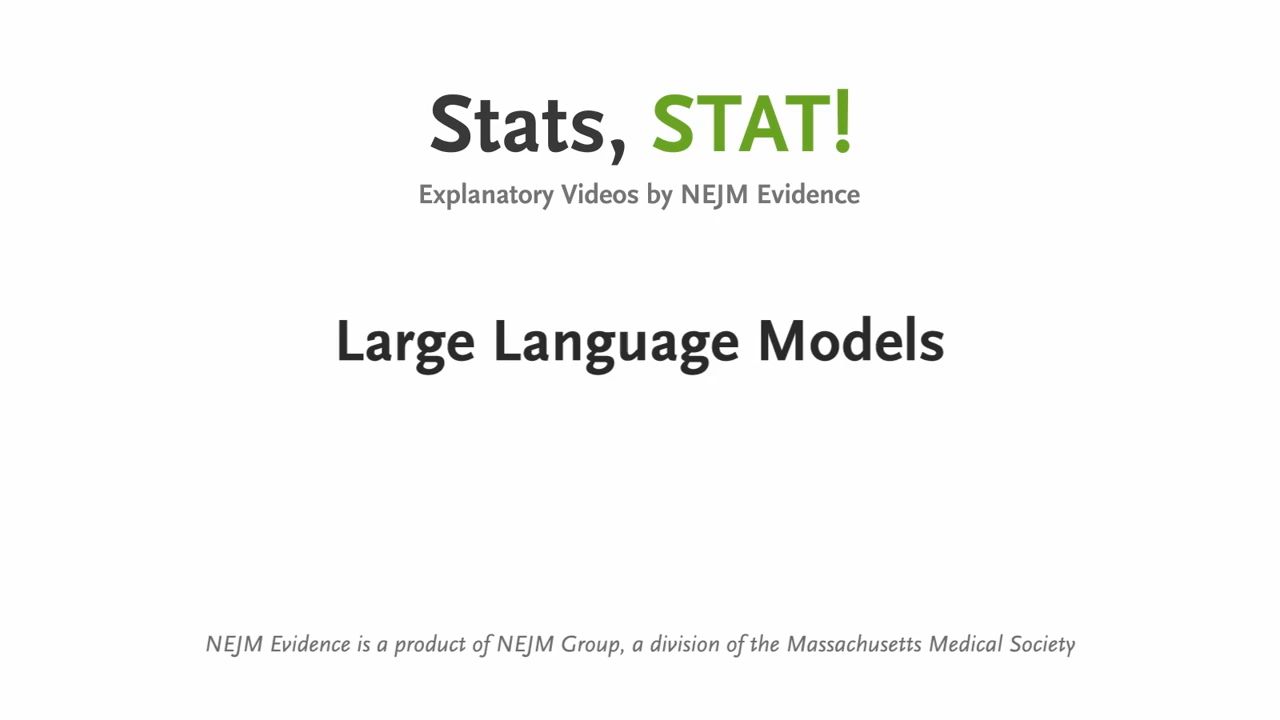 Stats, STAT!
Explanatory Videos by NEJM Evidence
Large Language Models
NEJM Evidence is a product of NEJM Group, a division of the Massachusetts Medical Society